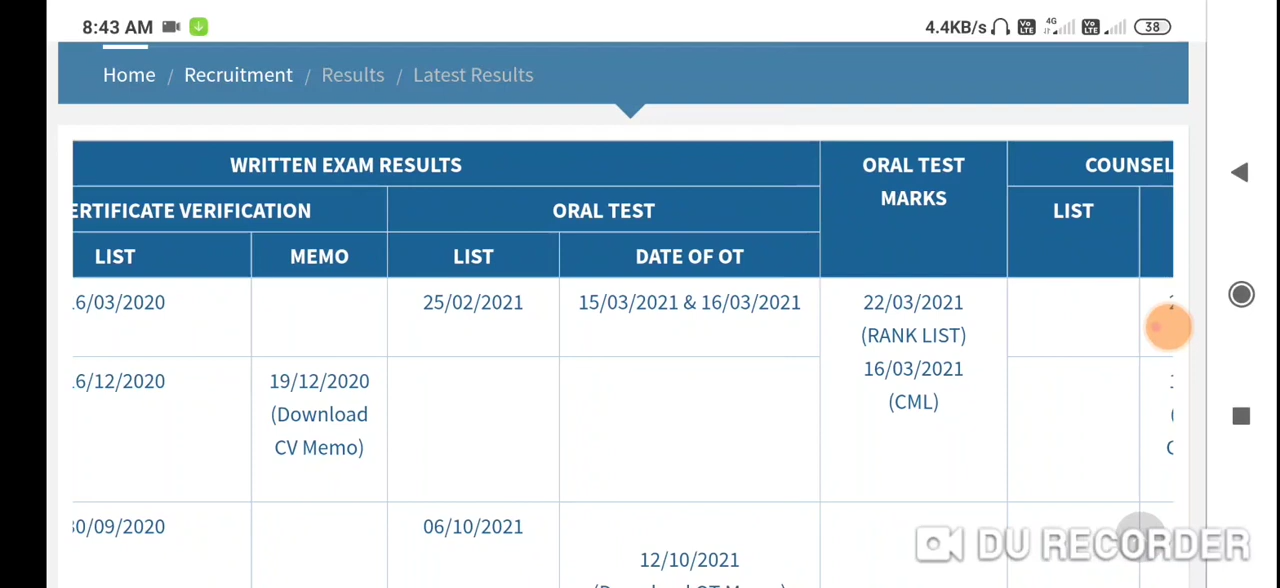 8:43 AM
4.4KB/s 4G 38
Home / Recruitment / Results / Latest Results
WRITTEN EXAM RESULTS
ORAL TEST
MARKS
COUNSEL
ERTIFICATE VERIFICATION
ORAL TEST
LIST
LIST
MEMO
LIST
DATE OF OT
6/03/2020
25/02/2021
15/03/2021 & 16/03/2021
22/03/2021
(RANK LIST)
16/03/2021
(CML)
6/12/2020
19/12/2020
(Download
CV Memo)
0/09/2020
06/10/2021
12/10/2021
DU RECORDER